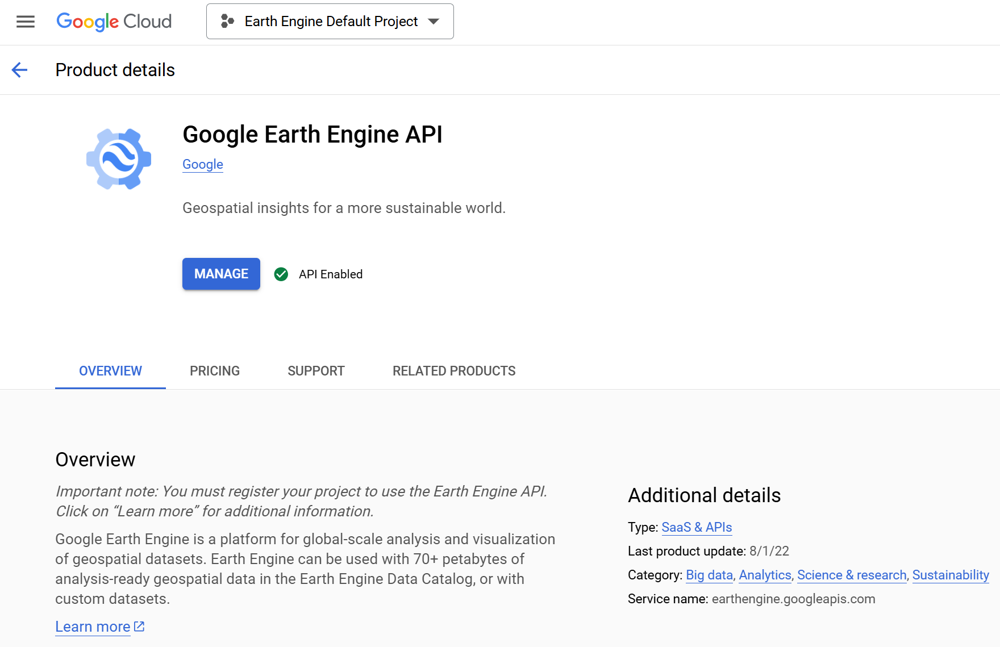 Google Cloud
Earth Engine Default Project
Product details
Google Earth Engine API
Google
Geospatial insights for a more sustainable world.
MANAGE
API Enabled
OVERVIEW
PRICING
SUPPORT
RELATED PRODUCTS
Overview
Important note: You must register your project to use the Earth Engine API.
Click on “Learn more” for additional information.
Google Earth Engine is a platform for global-scale analysis and visualization
of geospatial datasets. Earth Engine can be used with 70+ petabytes of
analysis-ready geospatial data in the Earth Engine Data Catalog, or with
custom datasets.
Learn more
Additional details
Type: SaaS & APIs
Last product update: 8/1/22
Category: Big data, Analytics, Science & research, Sustainability
Service name: earthengine.googleapis.com